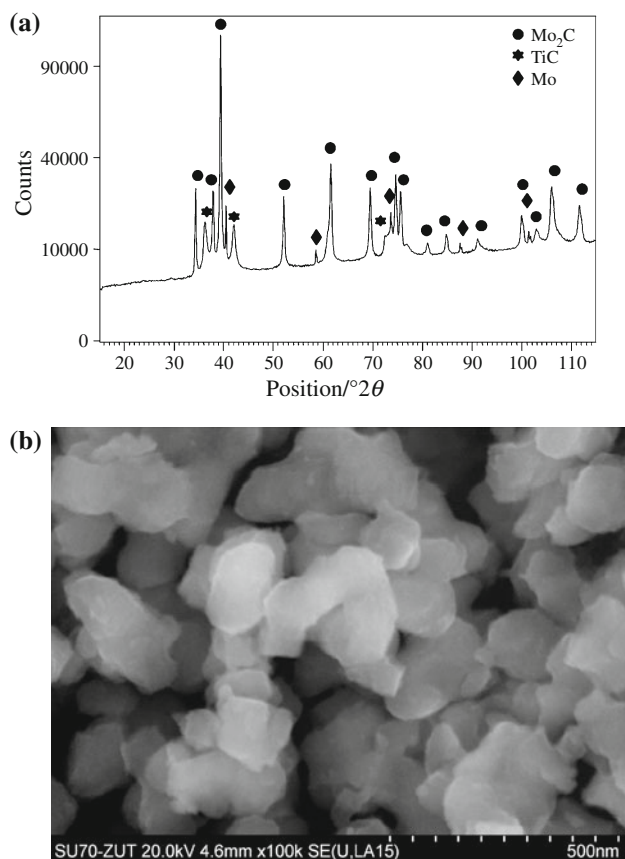 (a)
Mo₂C
TiC
Mo
90000
40000
10000
0
Counts
20 30 40 50 60 70 80 90 100 110
Position/°2θ
(b)
SU70-ZUT 20.0kV 4.6mm x100k SE(U,LA15) 500nm